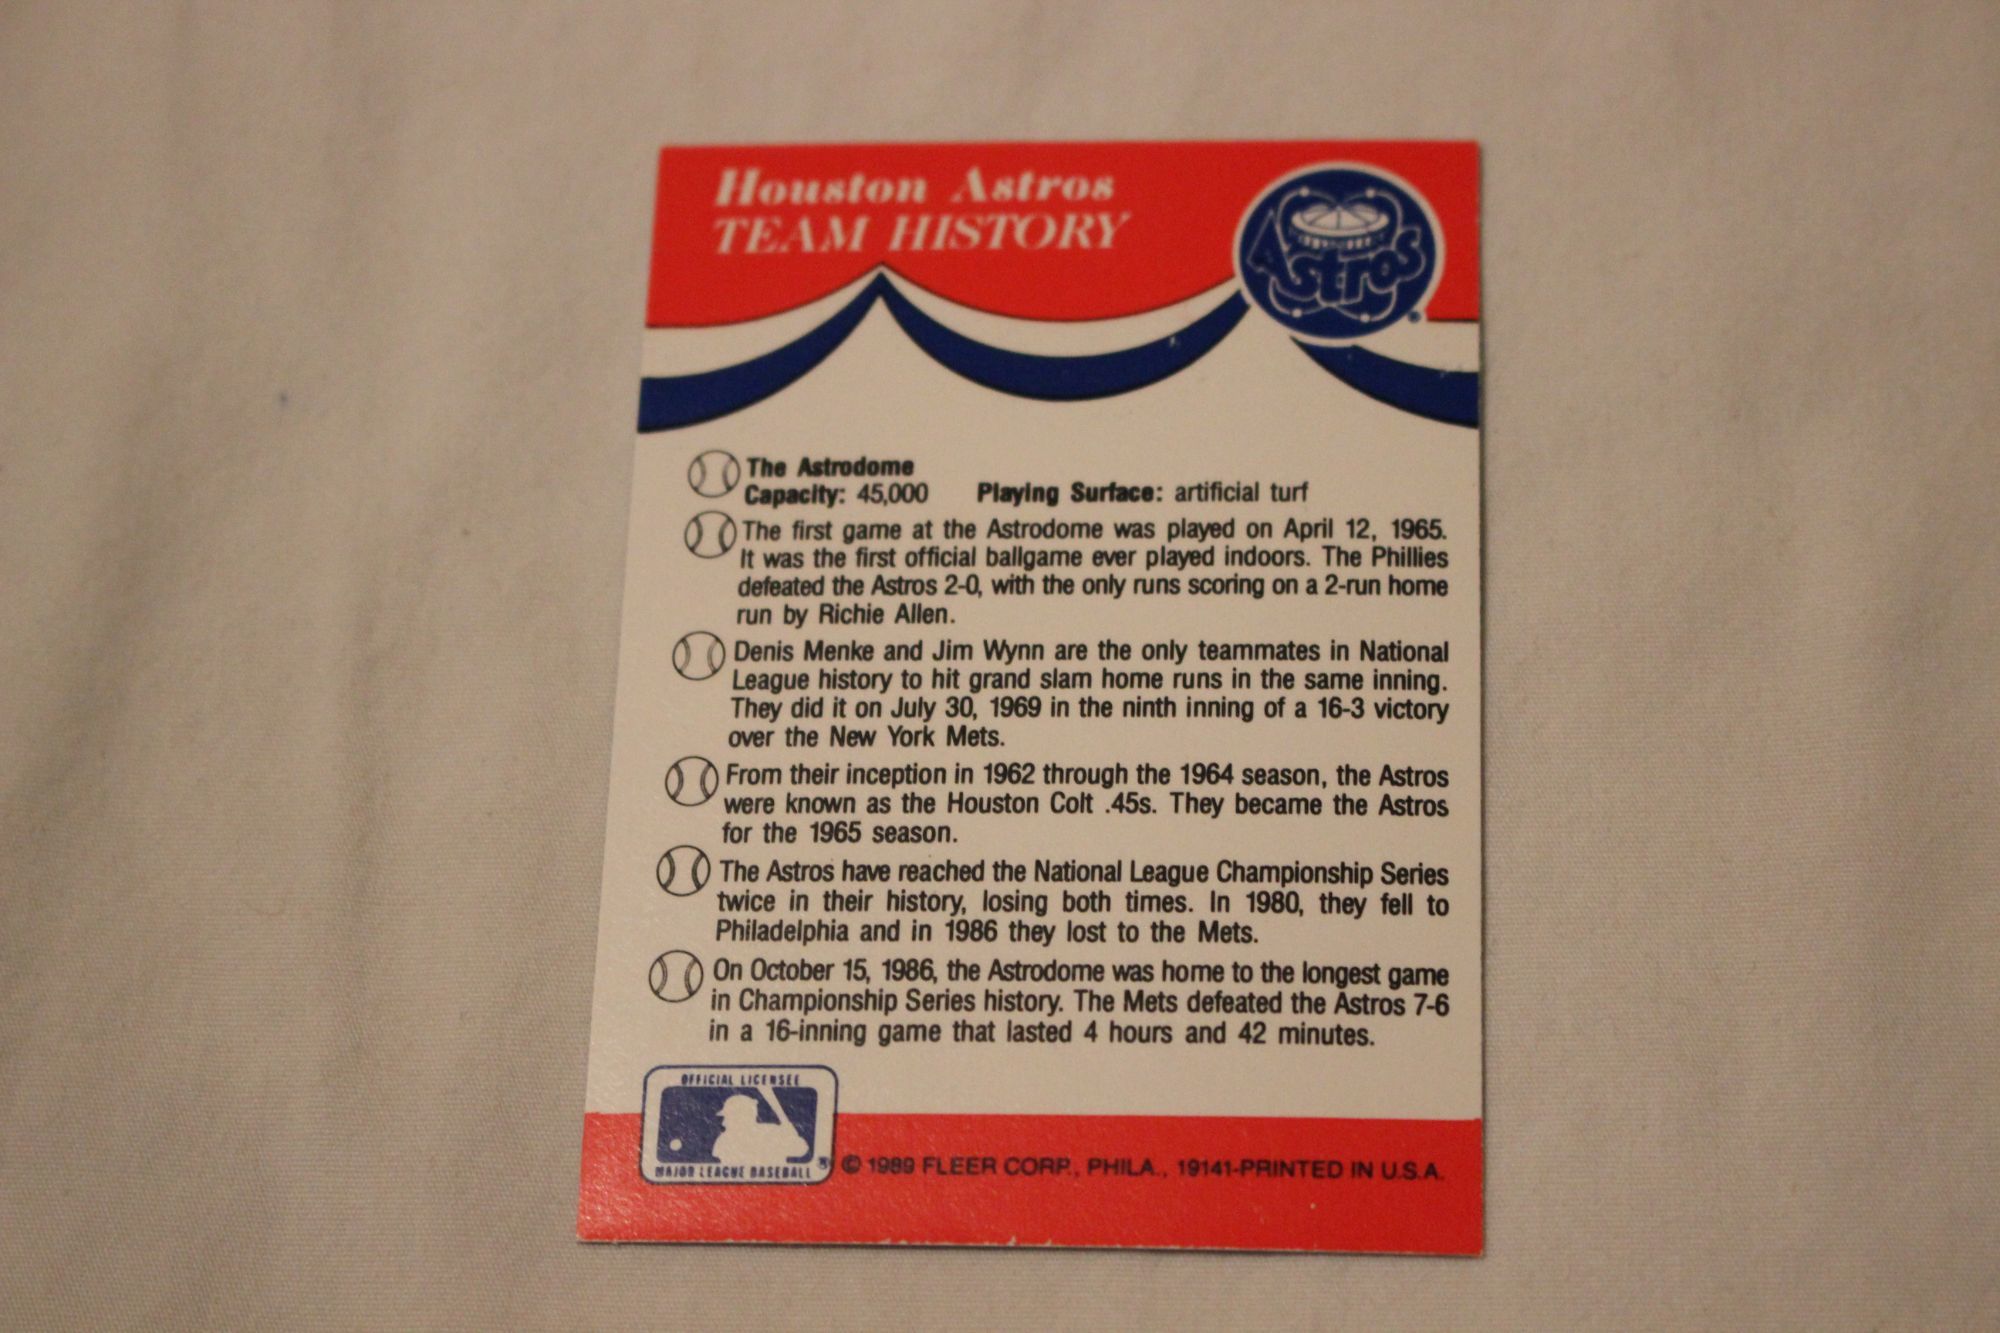 Houston Astros
TEAM HISTORY
Astros
®
The Astrodome
Capacity: 45,000 Playing Surface: artificial turf
The first game at the Astrodome was played on April 12, 1965.
It was the first official ballgame ever played indoors. The Phillies
defeated the Astros 2-0, with the only runs scoring on a 2-run home
run by Richie Allen.
Denis Menke and Jim Wynn are the only teammates in National
League history to hit grand slam home runs in the same inning.
They did it on July 30, 1969 in the ninth inning of a 16-3 victory
over the New York Mets.
From their inception in 1962 through the 1964 season, the Astros
were known as the Houston Colt .45s. They became the Astros
for the 1965 season.
The Astros have reached the National League Championship Series
twice in their history, losing both times. In 1980, they fell to
Philadelphia and in 1986 they lost to the Mets.
On October 15, 1986, the Astrodome was home to the longest game
in Championship Series history. The Mets defeated the Astros 7-6
in a 16-inning game that lasted 4 hours and 42 minutes.
OFFICIAL LICENSEE
MAJOR LEAGUE BASEBALL ®
© 1989 FLEER CORP., PHILA., 19141-PRINTED IN U.S.A.